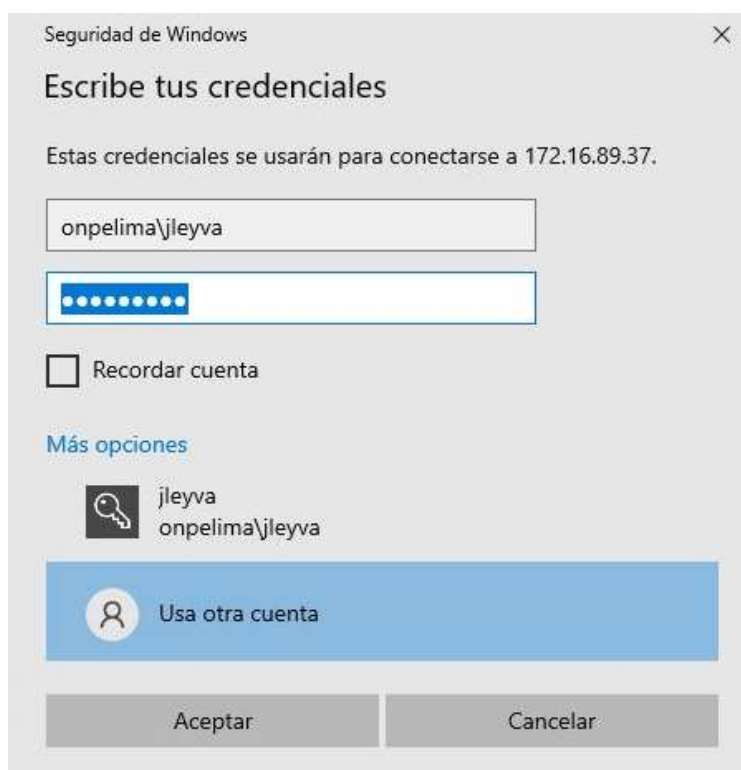 Seguridad de Windows
Escribe tus credenciales
Estas credenciales se usarán para conectarse a 172.16.89.37.
onpelima\jleyva
●●●●●●●●●
Recordar cuenta
Más opciones
jleyva
onpelima\jleyva
Usa otra cuenta
Aceptar
Cancelar